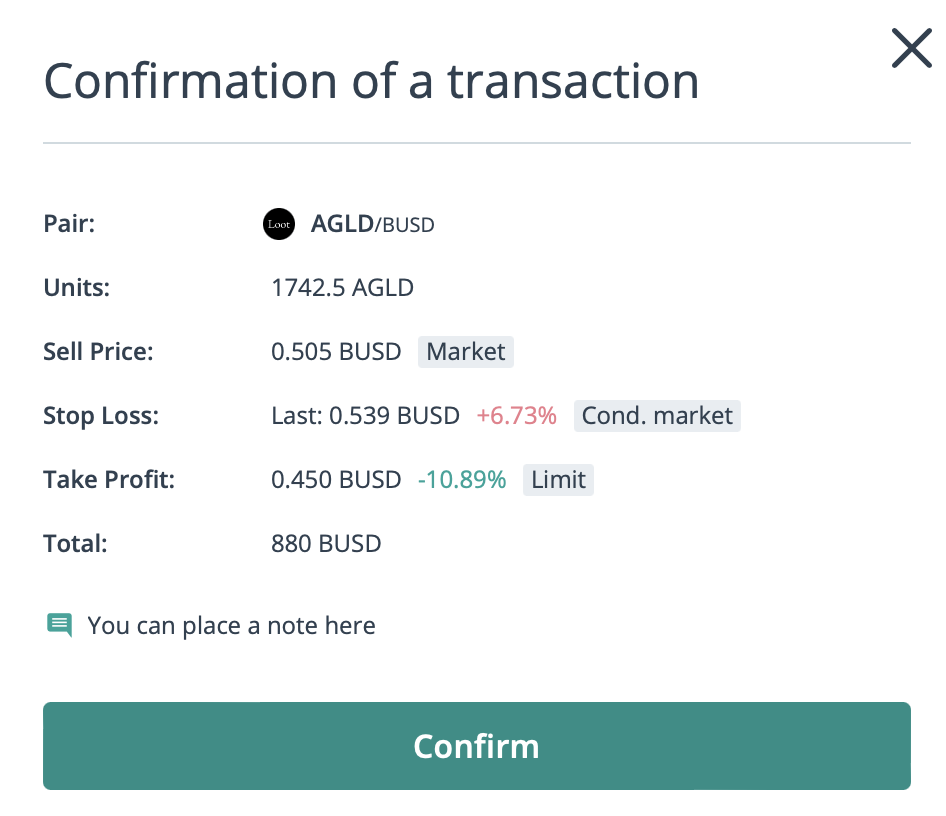 Confirmation of a transaction
Pair: Loot AGLD/BUSD
Units: 1742.5 AGLD
Sell Price: 0.505 BUSD Market
Stop Loss: Last: 0.539 BUSD +6.73% Cond. market
Take Profit: 0.450 BUSD -10.89% Limit
Total: 880 BUSD
You can place a note here
Confirm